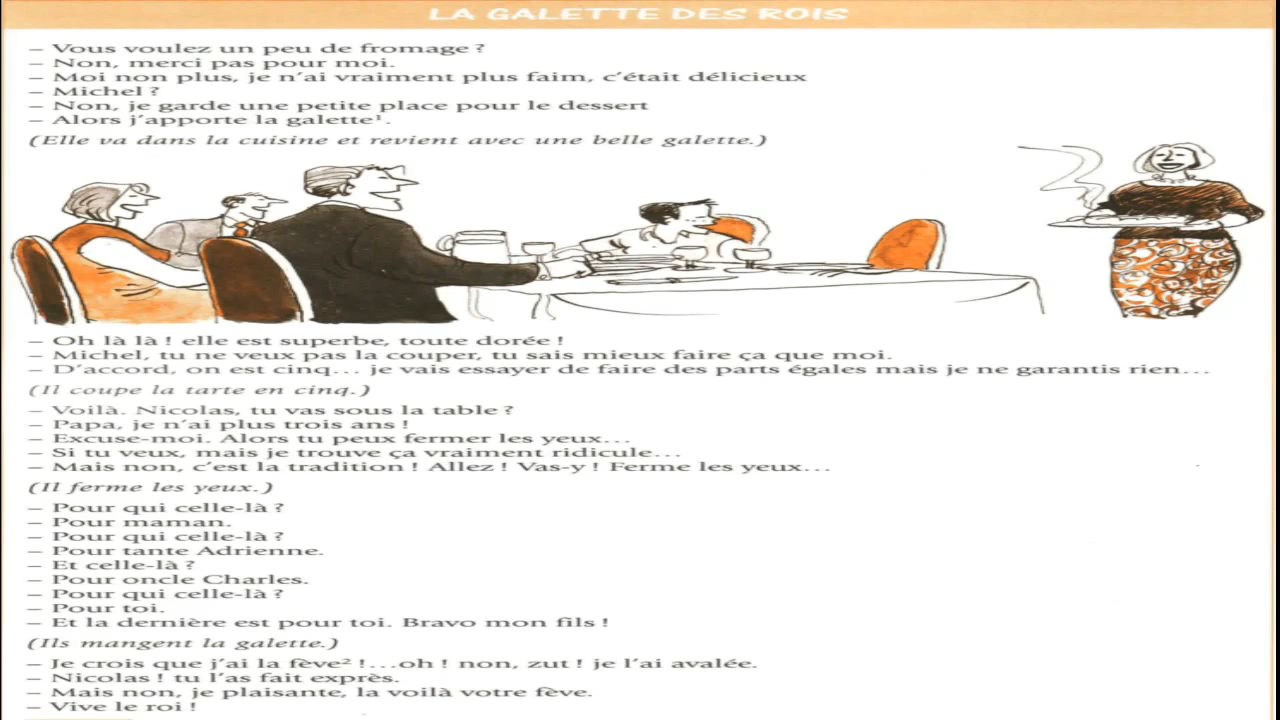 LA GALETTE DES ROIS
– Vous voulez un peu de fromage ?
– Non, merci pas pour moi.
– Moi non plus, je n'ai vraiment plus faim, c'était délicieux
– Michel ?
– Non, je garde une petite place pour le dessert
– Alors j'apporte la galette¹.
(Elle va dans la cuisine et revient avec une belle galette.)
– Oh là là ! elle est superbe, toute dorée !
– Michel, tu ne veux pas la couper, tu sais mieux faire ça que moi.
– D'accord, on est cinq... je vais essayer de faire des parts égales mais je ne garantis rien...
(Il coupe la tarte en cinq.)
– Voilà. Nicolas, tu vas sous la table ?
– Papa, je n'ai plus trois ans !
– Excuse-moi. Alors tu peux fermer les yeux...
– Si tu veux, mais je trouve ça vraiment ridicule...
– Mais non, c'est la tradition ! Allez ! Vas-y ! Ferme les yeux...
(Il ferme les yeux.)
– Pour qui celle-là ?
– Pour maman.
– Pour qui celle-là ?
– Pour tante Adrienne.
– Et celle-là ?
– Pour oncle Charles.
– Pour qui celle-là ?
– Pour toi.
– Et la dernière est pour toi. Bravo mon fils !
(Ils mangent la galette.)
– Je crois que j'ai la fève² !...oh ! non, zut ! je l'ai avalée.
– Nicolas ! tu l'as fait exprès.
– Mais non, je plaisante, la voilà votre fève.
– Vive le roi !